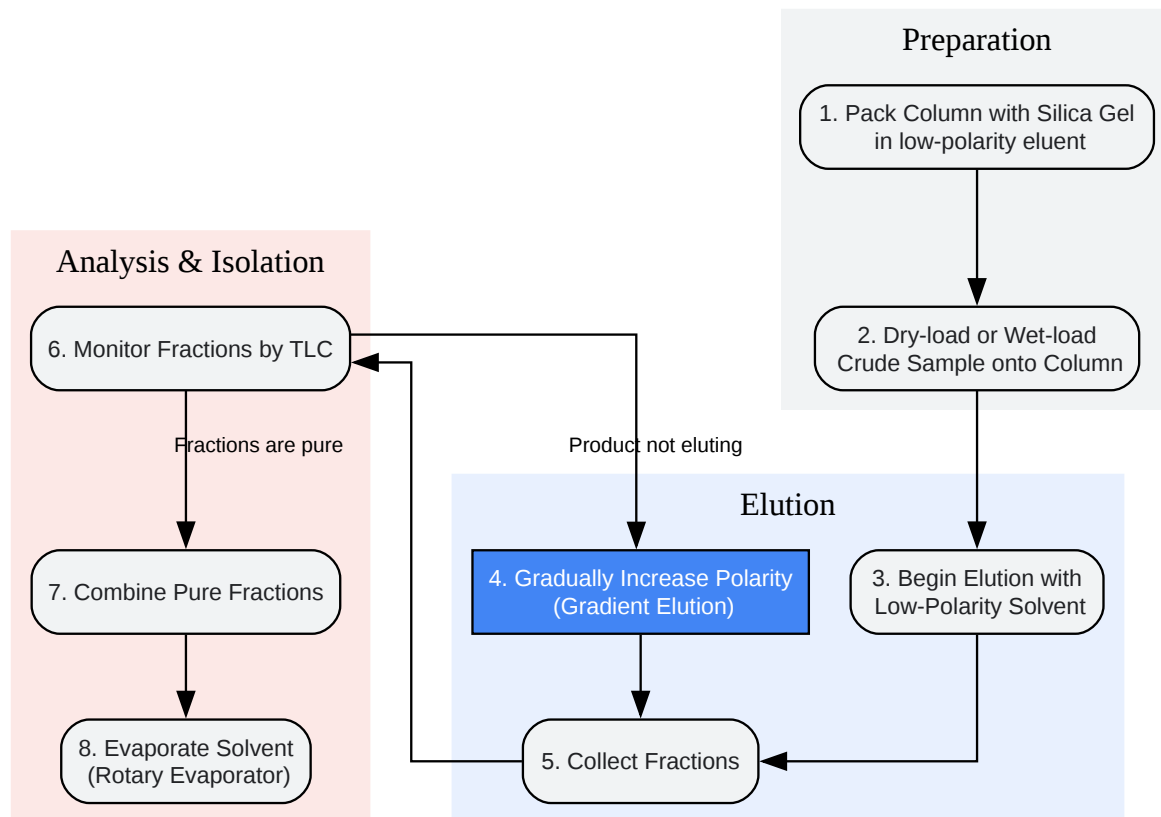 Preparation
1. Pack Column with Silica Gel
in low-polarity eluent
2. Dry-load or Wet-load
Crude Sample onto Column
Analysis & Isolation
6. Monitor Fractions by TLC
Fractions are pure
7. Combine Pure Fractions
8. Evaporate Solvent
(Rotary Evaporator)
Product not eluting
Elution
4. Gradually Increase Polarity
(Gradient Elution)
3. Begin Elution with
Low-Polarity Solvent
5. Collect Fractions